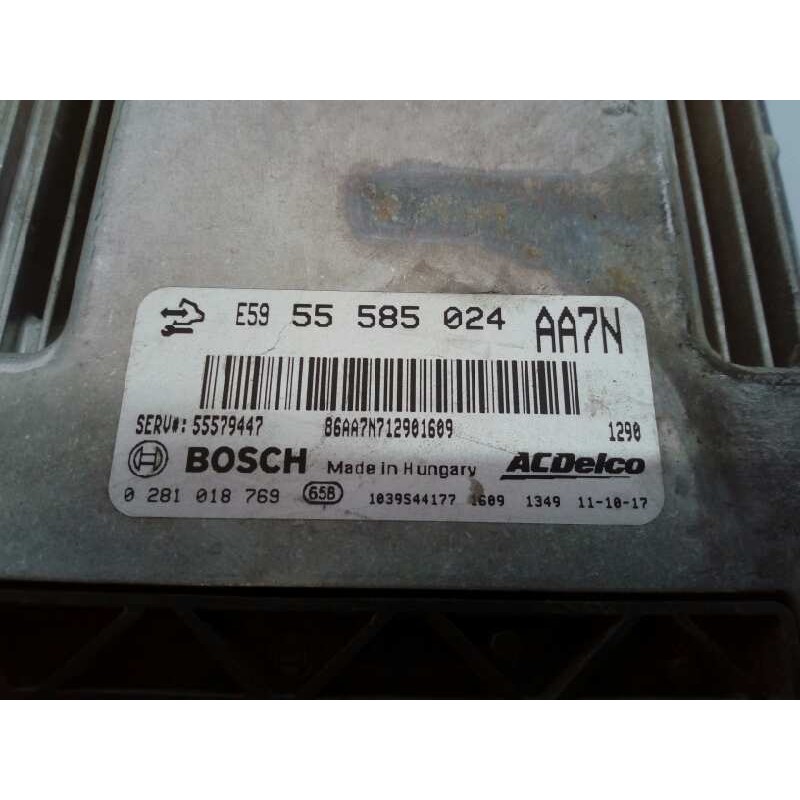 E59 55 585 024 AA7N
SERV#: 55579447 86AA7N712901609 1290
BOSCH Made in Hungary ACDelco
0 281 018 769 65B 1039S44177 1609 1349 11-10-17